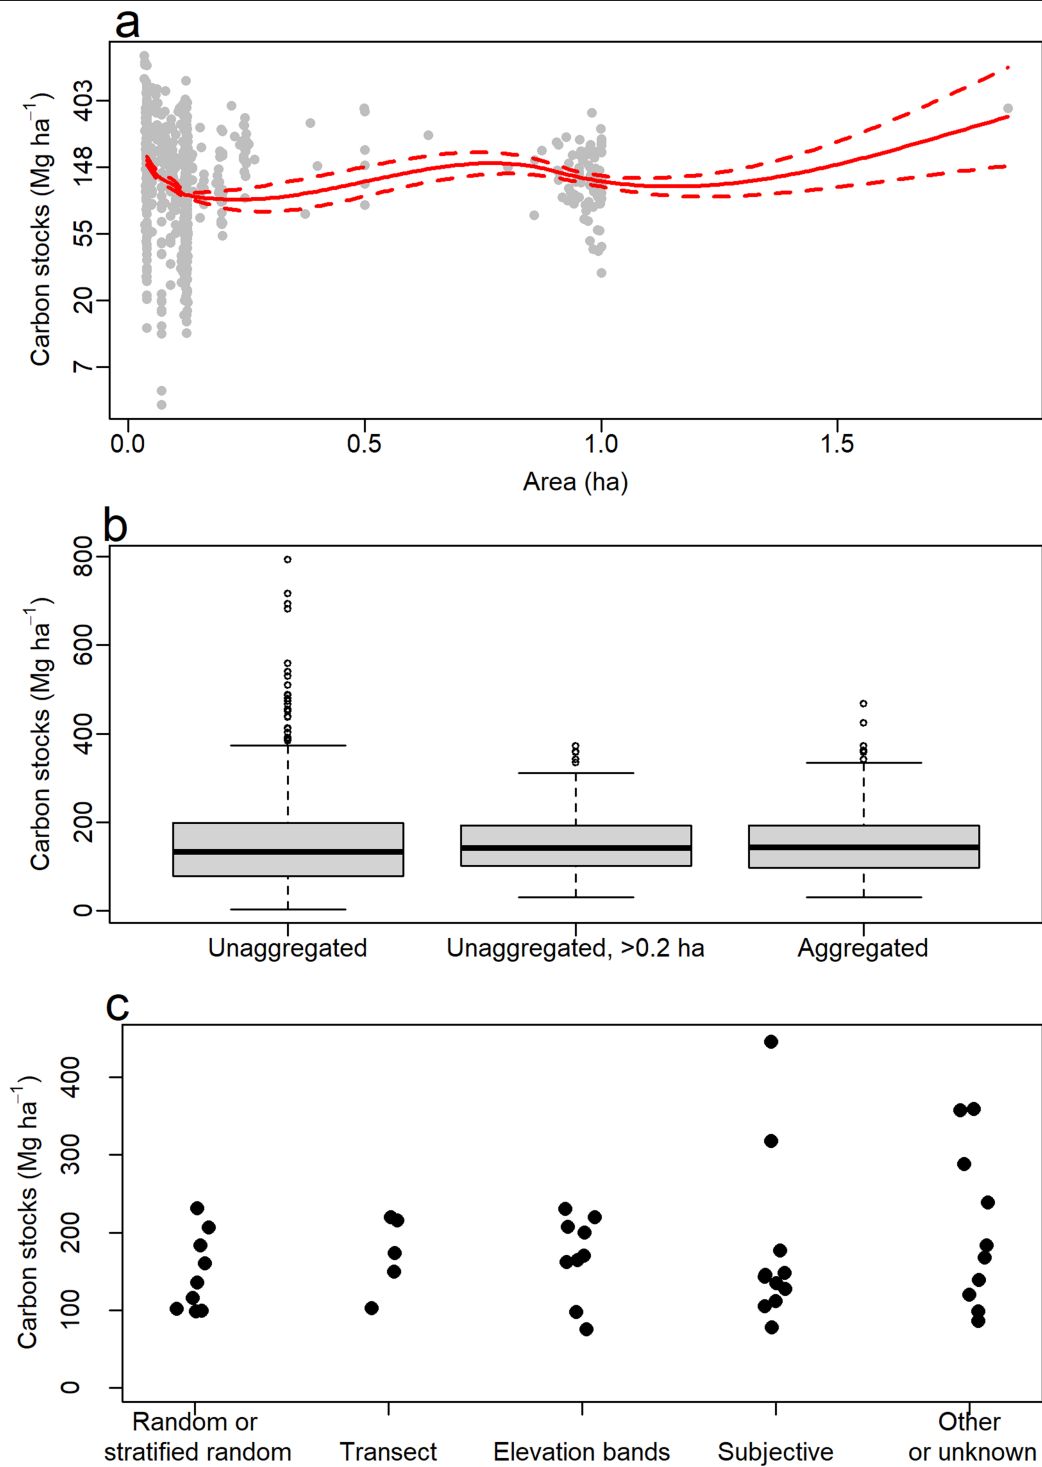 a
Carbon stocks (Mg ha⁻¹)
403
148
55
20
7
0.0 0.5 1.0 1.5
Area (ha)
b
Carbon stocks (Mg ha⁻¹)
800
600
400
200
0
Unaggregated Unaggregated, >0.2 ha Aggregated
c
Carbon stocks (Mg ha⁻¹)
400
300
200
100
0
Random or stratified random Transect Elevation bands Subjective Other or unknown